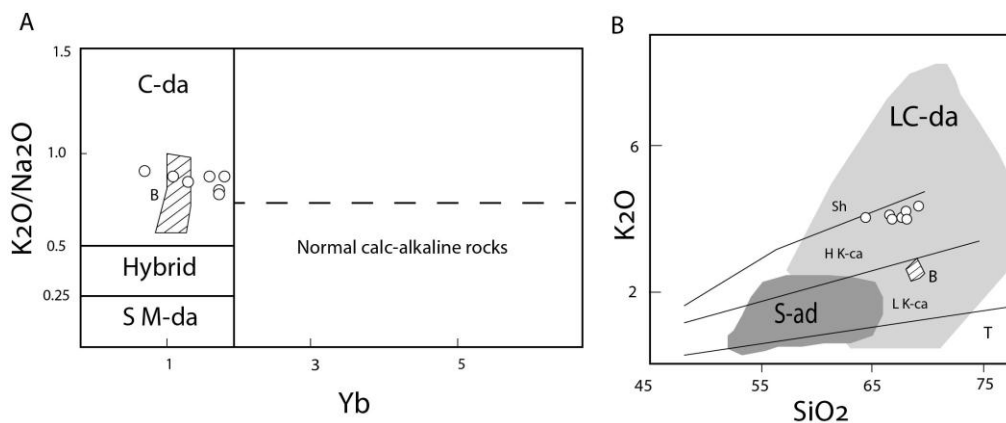 A
1.5
C-da
1.0
B
K2O/Na2O
0.5
Hybrid
0.25
S M-da
Normal calc-alkaline rocks
1
3
5
Yb
B
LC-da
6
Sh
K2O
H K-ca
2
B
S-ad
L K-ca
T
45
55
65
75
SiO2